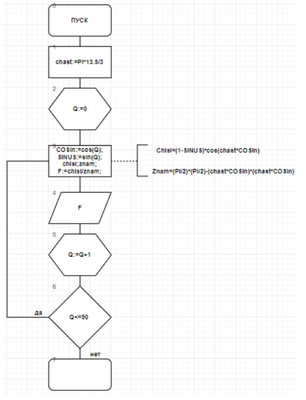 0
ПУСК
1
chast:=PI*13.5/3
2
Q:=0
3
COSin:=cos(Q);
SINUS:=sin(Q);
chisl;znam;
F:=chisl/znam;
Chisl=(1-SINUS)*cos(chast*COSin)
Znam=(PI/2)*(PI/2)-(chast*COSin)*(chast*COSin)
4
F
5
Q:=Q+1
6
Q<=90
да
нет
7